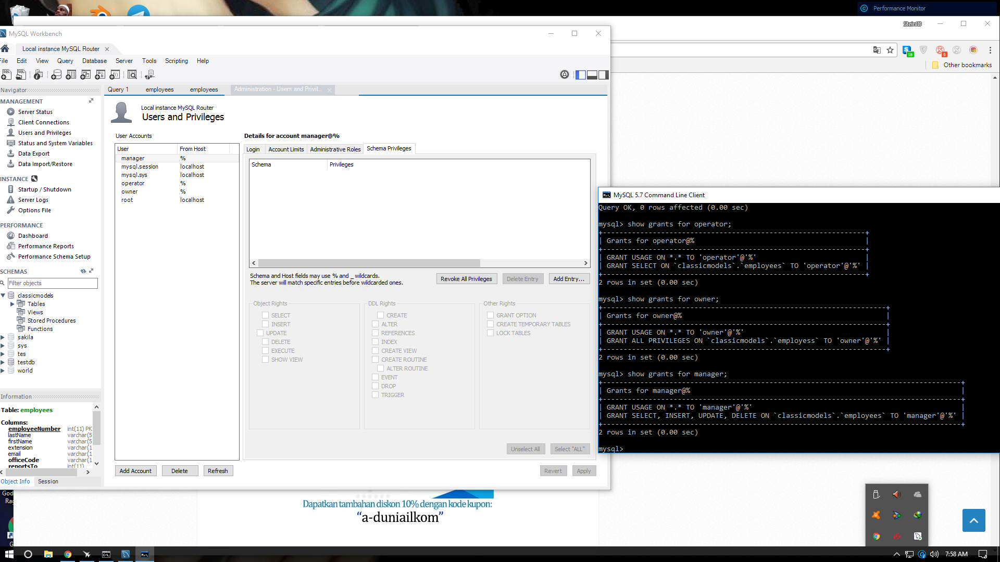 Performance Monitor
SteinID
MySQL Workbench
Local instance MySQL Router
File Edit View Query Database Server Tools Scripting Help
18
9
Other bookmarks
Navigator
Query 1 employees employees Administration - Users and Privil...
MANAGEMENT
Server Status
Client Connections
Users and Privileges
Status and System Variables
Data Export
Data Import/Restore
INSTANCE
Startup / Shutdown
Server Logs
Options File
PERFORMANCE
Dashboard
Performance Reports
Performance Schema Setup
SCHEMAS
Filter objects
classicmodels
Tables
Views
Stored Procedures
Functions
sakila
sys
tes
testdb
world
Information
Table: employees
Columns:
employeeNumber int(11) PK
lastName varchar(5
firstName varchar(5
extension varchar(1
email varchar(1
officeCode varchar(1
reportsTo int(11)
Object Info Session
Local instance MySQL Router
Users and Privileges
User Accounts
User From Host
manager %
mysql.session localhost
mysql.sys localhost
operator %
owner %
root localhost
Add Account Delete Refresh
Details for account manager@%
Login Account Limits Administrative Roles Schema Privileges
Schema Privileges
Schema and Host fields may use % and _ wildcards.
The server will match specific entries before wildcarded ones.
Revoke All Privileges Delete Entry Add Entry...
Object Rights
SELECT
INSERT
UPDATE
DELETE
EXECUTE
SHOW VIEW
DDL Rights
CREATE
ALTER
REFERENCES
INDEX
CREATE VIEW
CREATE ROUTINE
ALTER ROUTINE
EVENT
DROP
TRIGGER
Other Rights
GRANT OPTION
CREATE TEMPORARY TABLES
LOCK TABLES
Unselect All Select "ALL"
Revert Apply
MySQL 5.7 Command Line Client
Query OK, 0 rows affected (0.00 sec)
mysql> show grants for operator;
| Grants for operator@% |
| GRANT USAGE ON *.* TO 'operator'@'%' |
| GRANT SELECT ON `classicmodels`.`employees` TO 'operator'@'%' |
2 rows in set (0.00 sec)
mysql> show grants for owner;
| Grants for owner@% |
| GRANT USAGE ON *.* TO 'owner'@'%' |
| GRANT ALL PRIVILEGES ON `classicmodels`.`employess` TO 'owner'@'%' |
2 rows in set (0.00 sec)
mysql> show grants for manager;
| Grants for manager@% |
| GRANT USAGE ON *.* TO 'manager'@'%' |
| GRANT SELECT, INSERT, UPDATE, DELETE ON `classicmodels`.`employees` TO 'manager'@'%' |
2 rows in set (0.00 sec)
mysql>
God
Rag
G
Dapatkan tambahan diskon 10% dengan kode kupon:
“a-duniailkom”
7:58 AM